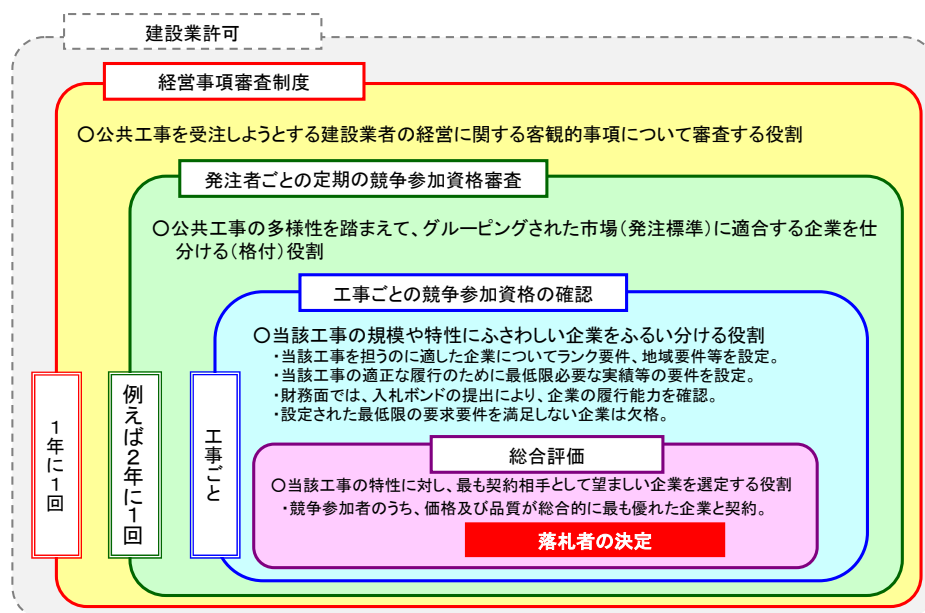 建設業許可
経営事項審査制度
〇公共工事を受注しようとする建設業者の経営に関する客観的事項について審査する役割
発注者ごとの定期の競争参加資格審査
〇公共工事の多様性を踏まえて、グルーピングされた市場(発注標準)に適合する企業を仕
分ける(格付)役割
工事ごとの競争参加資格の確認
〇当該工事の規模や特性にふさわしい企業をふるい分ける役割
・当該工事を担うのに適した企業についてランク要件、地域要件等を設定。
・当該工事の適正な履行のために最低限必要な実績等の要件を設定。
・財務面では、入札ボンドの提出により、企業の履行能力を確認。
・設定された最低限の要求要件を満足しない企業は欠格。
総合評価
〇当該工事の特性に対し、最も契約相手として望ましい企業を選定する役割
・競争参加者のうち、価格及び品質が総合的に最も優れた企業と契約。
落札者の決定
1年に1回
例えば2年に1回
工事ごと